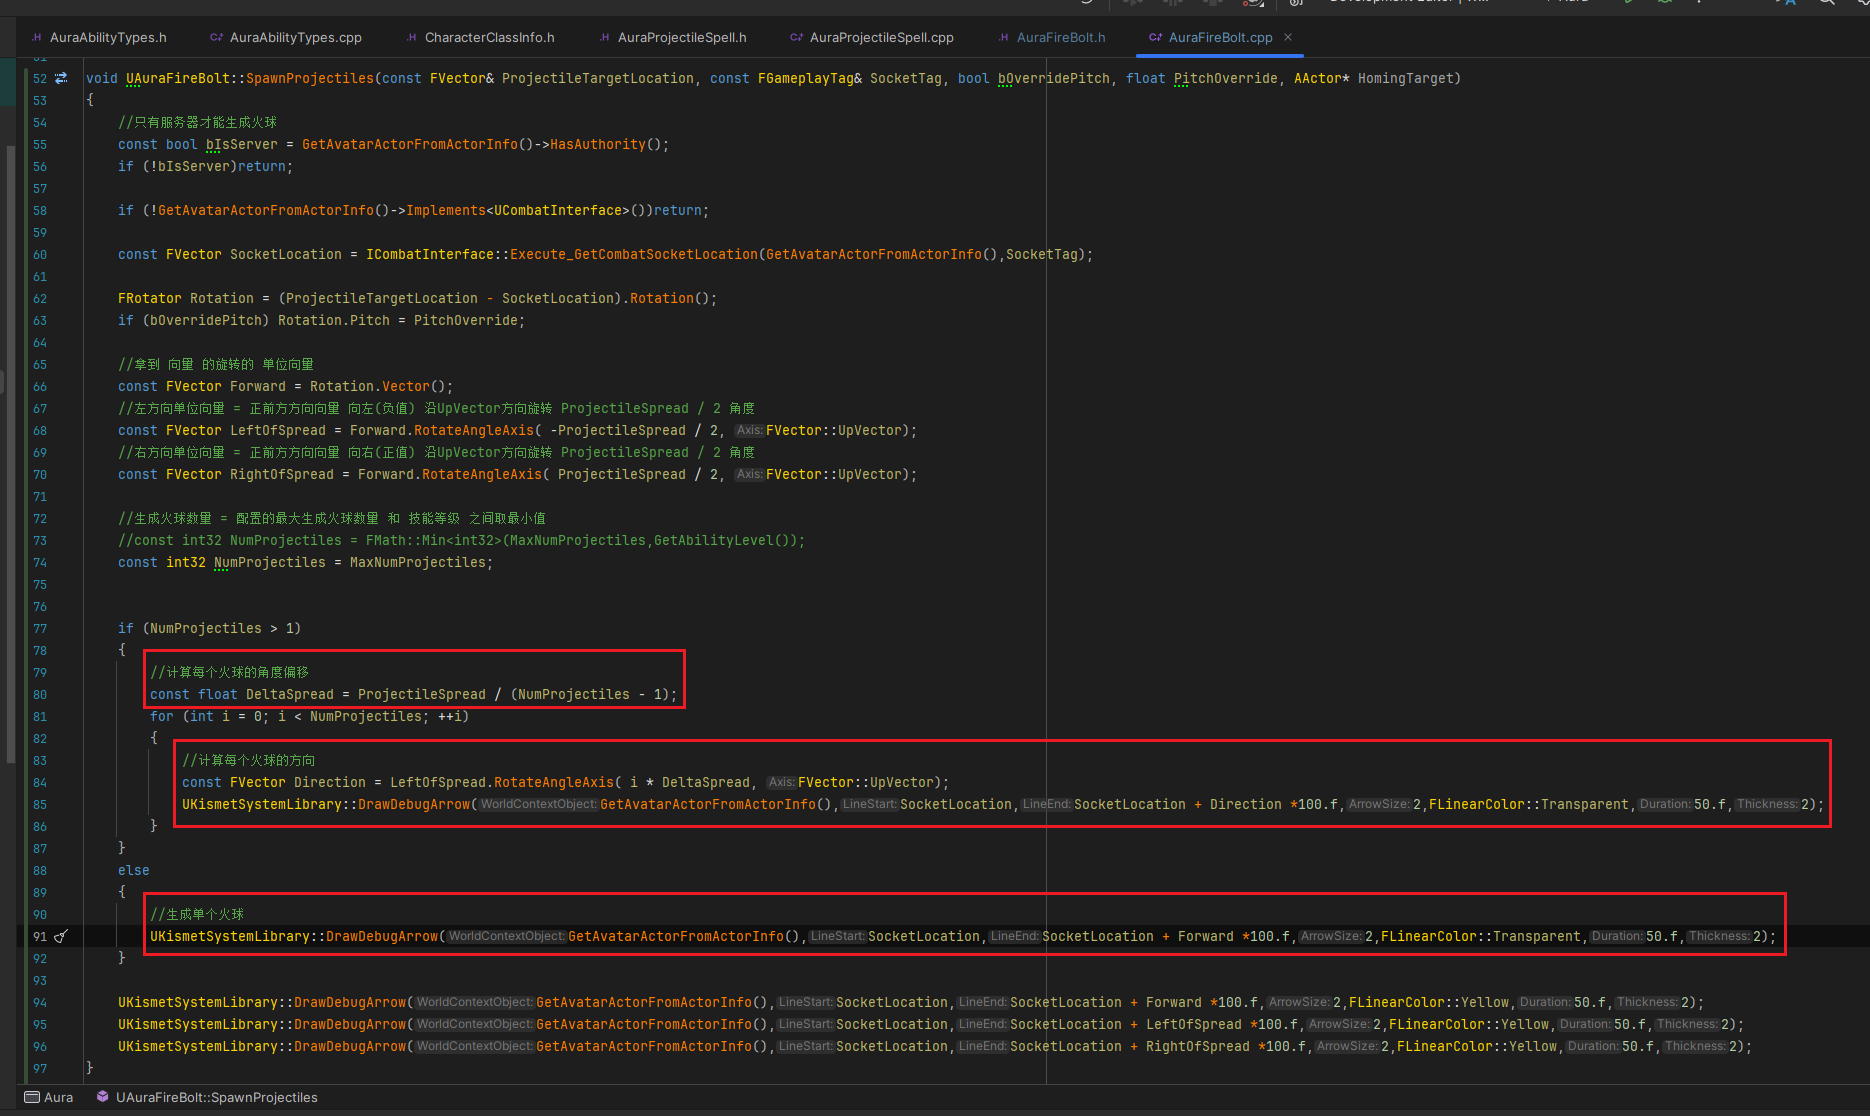 AuraAbilityTypes.h AuraAbilityTypes.cpp CharacterClassInfo.h AuraProjectileSpell.h AuraProjectileSpell.cpp AuraFireBolt.h AuraFireBolt.cpp
52 void UAuraFireBolt::SpawnProjectiles(const FVector& ProjectileTargetLocation, const FGameplayTag& SocketTag, bool bOverridePitch, float PitchOverride, AActor* HomingTarget)
53 {
54 //只有服务器才能生成火球
55 const bool bIsServer = GetAvatarActorFromActorInfo()->HasAuthority();
56 if (!bIsServer)return;
57
58 if (!GetAvatarActorFromActorInfo()->Implements<UCombatInterface>())return;
59
60 const FVector SocketLocation = ICombatInterface::Execute_GetCombatSocketLocation(GetAvatarActorFromActorInfo(),SocketTag);
61
62 FRotator Rotation = (ProjectileTargetLocation - SocketLocation).Rotation();
63 if (bOverridePitch) Rotation.Pitch = PitchOverride;
64
65 //拿到 向量 的旋转的 单位向量
66 const FVector Forward = Rotation.Vector();
67 //左方向单位向量 = 正前方方向向量 向左(负值) 沿UpVector方向旋转 ProjectileSpread / 2 角度
68 const FVector LeftOfSpread = Forward.RotateAngleAxis( -ProjectileSpread / 2, Axis: FVector::UpVector);
69 //右方向单位向量 = 正前方方向向量 向右(正值) 沿UpVector方向旋转 ProjectileSpread / 2 角度
70 const FVector RightOfSpread = Forward.RotateAngleAxis( ProjectileSpread / 2, Axis: FVector::UpVector);
71
72 //生成火球数量 = 配置的最大生成火球数量 和 技能等级 之间取最小值
73 //const int32 NumProjectiles = FMath::Min<int32>(MaxNumProjectiles,GetAbilityLevel());
74 const int32 NumProjectiles = MaxNumProjectiles;
75
76
77 if (NumProjectiles > 1)
78 {
79 //计算每个火球的角度偏移
80 const float DeltaSpread = ProjectileSpread / (NumProjectiles - 1);
81 for (int i = 0; i < NumProjectiles; ++i)
82 {
83 //计算每个火球的方向
84 const FVector Direction = LeftOfSpread.RotateAngleAxis( i * DeltaSpread, Axis: FVector::UpVector);
85 UKismetSystemLibrary::DrawDebugArrow( WorldContextObject: GetAvatarActorFromActorInfo(), LineStart: SocketLocation, LineEnd: SocketLocation + Direction *100.f, ArrowSize: 2,FLinearColor::Transparent, Duration: 50.f, Thickness: 2);
86 }
87 }
88 else
89 {
90 //生成单个火球
91 UKismetSystemLibrary::DrawDebugArrow( WorldContextObject: GetAvatarActorFromActorInfo(), LineStart: SocketLocation, LineEnd: SocketLocation + Forward *100.f, ArrowSize: 2,FLinearColor::Transparent, Duration: 50.f, Thickness: 2);
92 }
93
94 UKismetSystemLibrary::DrawDebugArrow( WorldContextObject: GetAvatarActorFromActorInfo(), LineStart: SocketLocation, LineEnd: SocketLocation + Forward *100.f, ArrowSize: 2,FLinearColor::Yellow, Duration: 50.f, Thickness: 2);
95 UKismetSystemLibrary::DrawDebugArrow( WorldContextObject: GetAvatarActorFromActorInfo(), LineStart: SocketLocation, LineEnd: SocketLocation + LeftOfSpread *100.f, ArrowSize: 2,FLinearColor::Yellow, Duration: 50.f, Thickness: 2);
96 UKismetSystemLibrary::DrawDebugArrow( WorldContextObject: GetAvatarActorFromActorInfo(), LineStart: SocketLocation, LineEnd: SocketLocation + RightOfSpread *100.f, ArrowSize: 2,FLinearColor::Yellow, Duration: 50.f, Thickness: 2);
97 }
Aura UAuraFireBolt::SpawnProjectiles